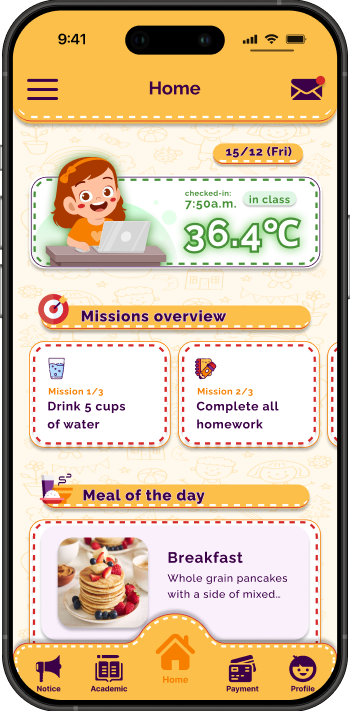 9:41
Home
15/12 (Fri)
checked-in:
7:50a.m.
in class
36.4°C
Missions overview
Mission 1/3
Drink 5 cups
of water
Mission 2/3
Complete all
homework
Meal of the day
Breakfast
Whole grain pancakes
with a side of mixed..
Notice
Academic
Home
Payment
Profile